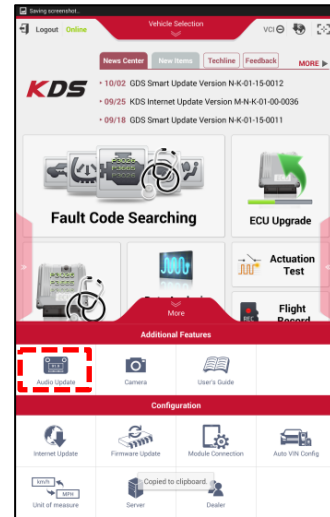 Saving screenshot...
Logout Online
Vehicle Selection
VCI
News Center New Items Techline Feedback MORE
KDS
• 10/02 GDS Smart Update Version N-K-01-15-0012
• 09/25 KDS Internet Update Version M-N-K-01-00-0036
• 09/18 GDS Smart Update Version N-K-01-15-0011
Fault Code Searching
ECU Upgrade
Actuation
Test
Flight
Record
More
Additional Features
Audio Update
Camera
User's Guide
Configuration
Internet Update
Firmware Update
Module Connection
Auto VIN Config
km/h
MPH
Unit of measure
Copied to clipboard.
Server
Dealer